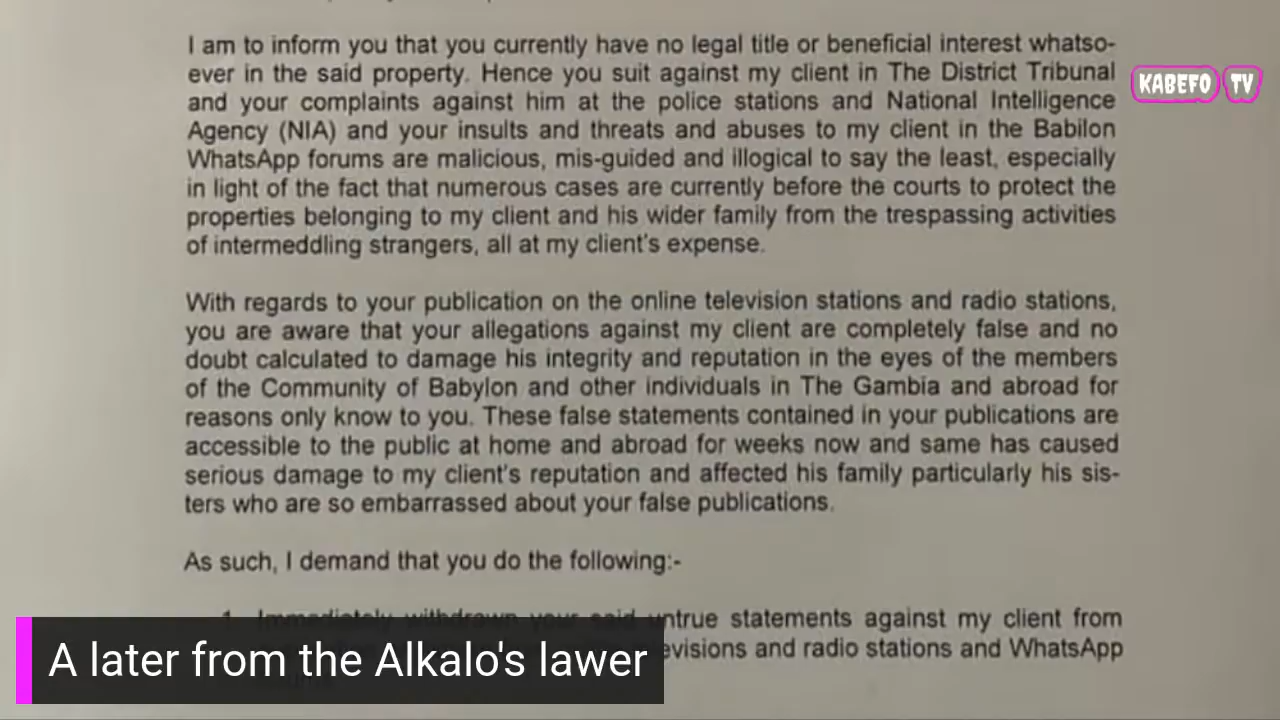 I am to inform you that you currently have no legal title or beneficial interest whatso-
ever in the said property. Hence you suit against my client in The District Tribunal
and your complaints against him at the police stations and National Intelligence
Agency (NIA) and your insults and threats and abuses to my client in the Babilon
WhatsApp forums are malicious, mis-guided and illogical to say the least, especially
in light of the fact that numerous cases are currently before the courts to protect the
properties belonging to my client and his wider family from the trespassing activities
of intermeddling strangers, all at my client's expense.
With regards to your publication on the online television stations and radio stations,
you are aware that your allegations against my client are completely false and no
doubt calculated to damage his integrity and reputation in the eyes of the members
of the Community of Babylon and other individuals in The Gambia and abroad for
reasons only know to you. These false statements contained in your publications are
accessible to the public at home and abroad for weeks now and same has caused
serious damage to my client's reputation and affected his family particularly his sis-
ters who are so embarrassed about your false publications.
As such, I demand that you do the following:-
1. Immediately withdrawn your said untrue statements against my client from
evisions and radio stations and WhatsApp
KABEFO TV
A later from the Alkalo's lawer